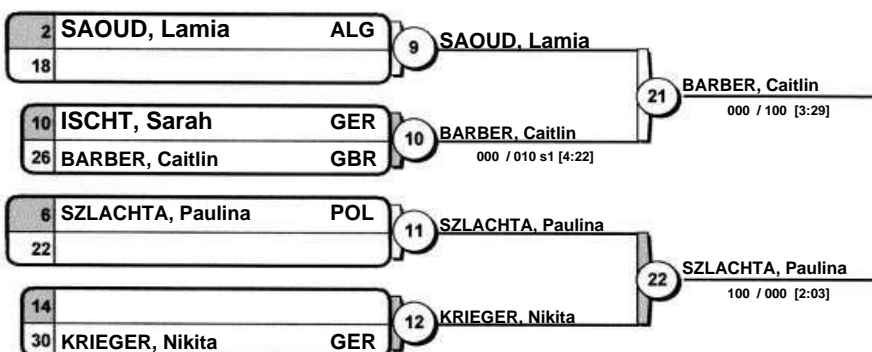 2 SAOUD, Lamia ALG
18
9
SAOUD, Lamia
10 ISCHT, Sarah GER
26 BARBER, Caitlin GBR
10
BARBER, Caitlin
000 / 010 s1 [4:22]
21
BARBER, Caitlin
000 / 100 [3:29]
6 SZLACHTA, Paulina POL
22
11
SZLACHTA, Paulina
14
30 KRIEGER, Nikita GER
12
KRIEGER, Nikita
22
SZLACHTA, Paulina
100 / 000 [2:03]